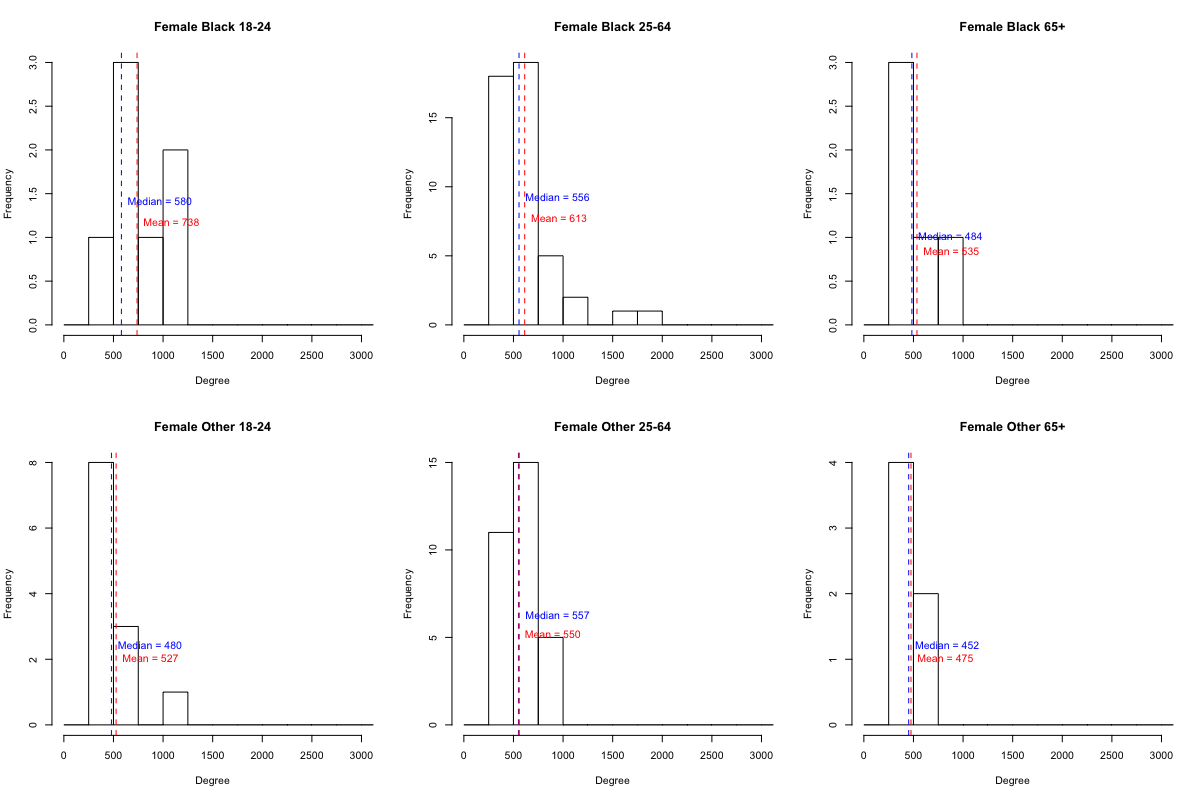 Female Black 18-24
Frequency
0.0 0.5 1.0 1.5 2.0 2.5 3.0
Median = 580
Mean = 738
0 500 1000 1500 2000 2500 3000
Degree
Female Black 25-64
Frequency
0 5 10 15
Median = 556
Mean = 613
0 500 1000 1500 2000 2500 3000
Degree
Female Black 65+
Frequency
0.0 0.5 1.0 1.5 2.0 2.5 3.0
Median = 484
Mean = 535
0 500 1000 1500 2000 2500 3000
Degree
Female Other 18-24
Frequency
0 2 4 6 8
Median = 480
Mean = 527
0 500 1000 1500 2000 2500 3000
Degree
Female Other 25-64
Frequency
0 5 10 15
Median = 557
Mean = 550
0 500 1000 1500 2000 2500 3000
Degree
Female Other 65+
Frequency
0 1 2 3 4
Median = 452
Mean = 475
0 500 1000 1500 2000 2500 3000
Degree